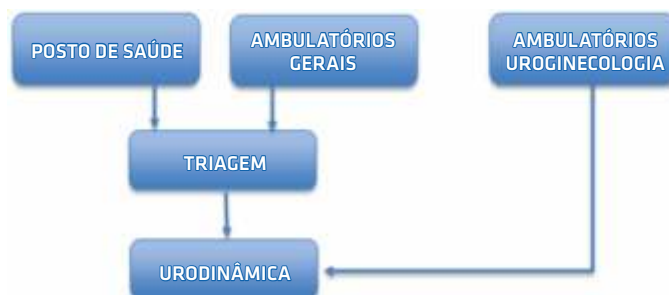 POSTO DE SAÚDE
AMBULATÓRIOS
GERAIS
AMBULATÓRIOS
UROGINECOLOGIA
TRIAGEM
URODINÂMICA